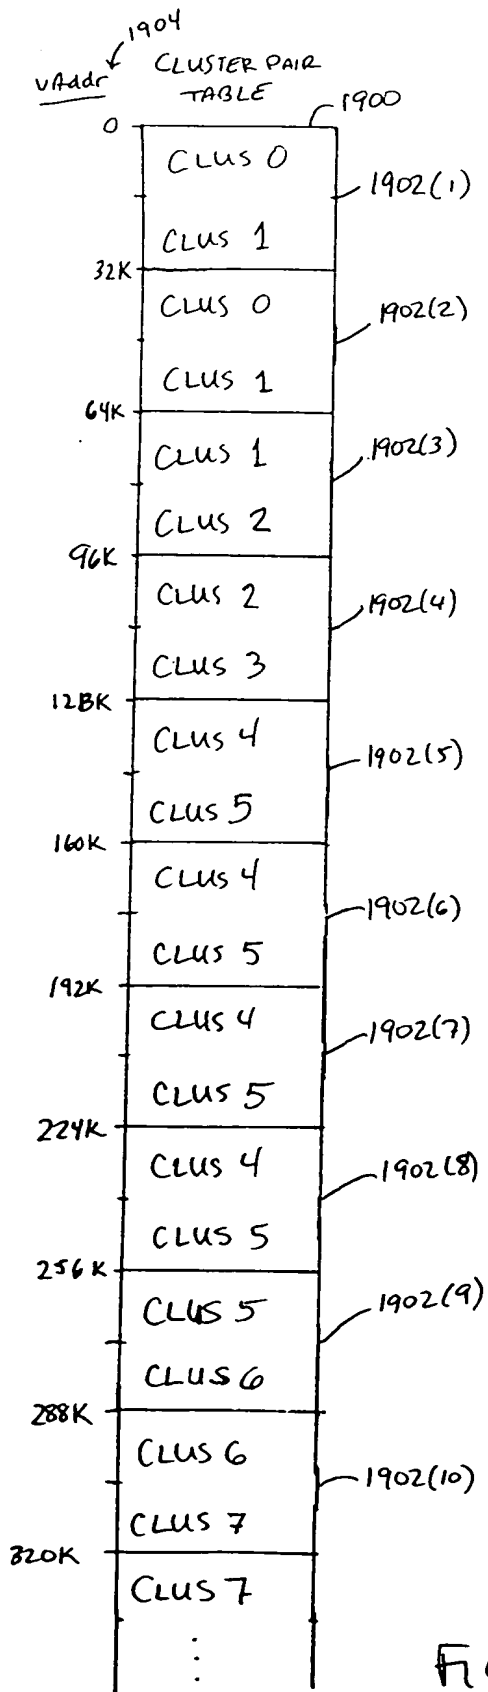 1904
VAddr
CLUSTER PAIR
TABLE
1900
0
CLUS 0
1902(1)
CLUS 1
32K
CLUS 0
1902(2)
CLUS 1
64K
CLUS 1
1902(3)
CLUS 2
96K
CLUS 2
1902(4)
CLUS 3
128K
CLUS 4
1902(5)
CLUS 5
160K
CLUS 4
1902(6)
CLUS 5
192K
CLUS 4
1902(7)
CLUS 5
224K
CLUS 4
1902(8)
CLUS 5
256K
CLUS 5
1902(9)
CLUS 6
288K
CLUS 6
1902(10)
CLUS 7
320K
CLUS 7